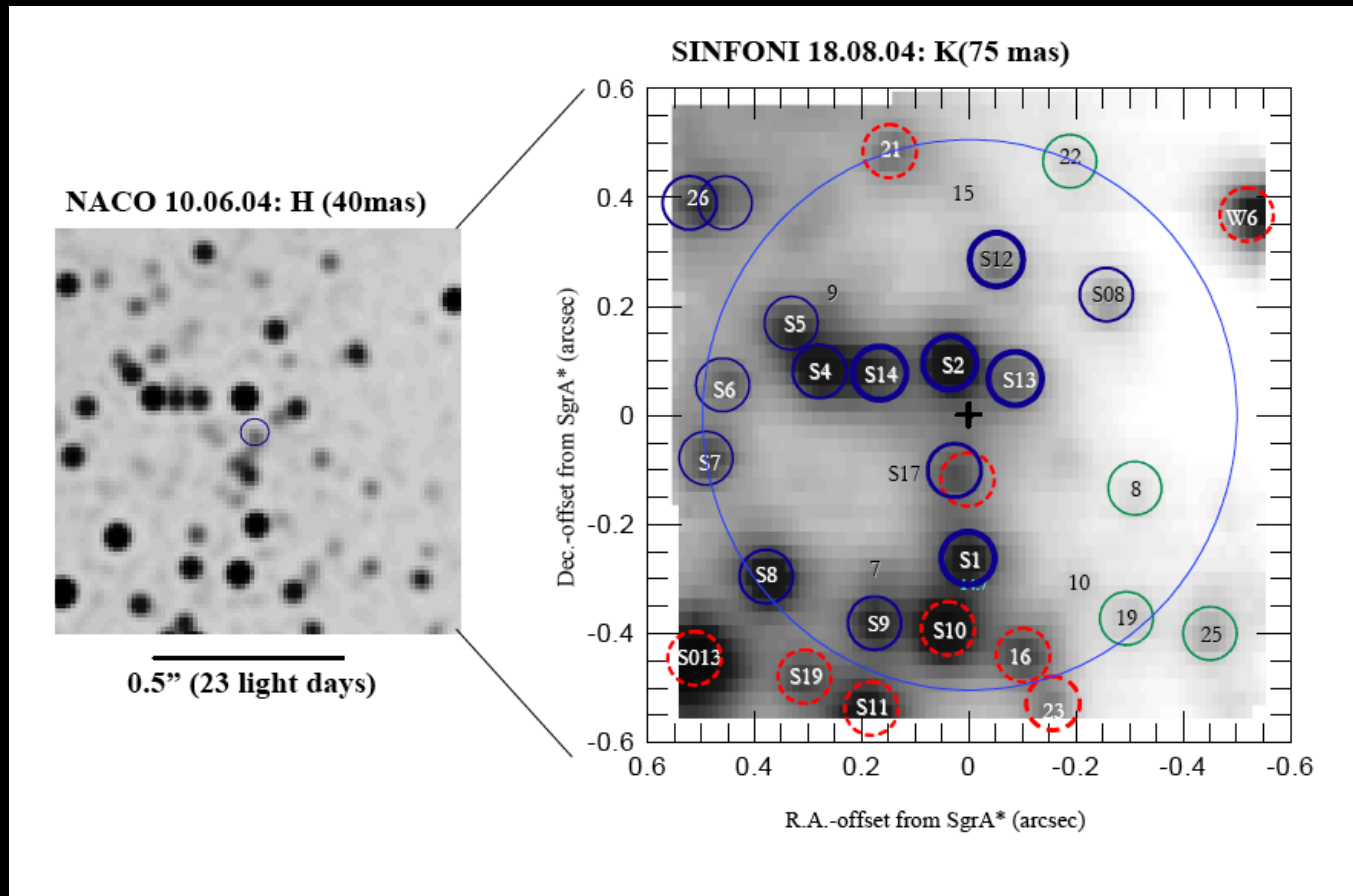 SINFONI 18.08.04: K(75 mas)
NACO 10.06.04: H (40mas)
0.5” (23 light days)
Dec.-offset from SgrA* (arcsec)
0.6
0.4
0.2
0
-0.2
-0.4
-0.6
21
22
15
26
W6
S12
S08
9
S5
S4
S14
S2
S13
S6
S7
S17
8
S1
S8
7
10
S9
S10
19
25
16
S013
S19
S11
23
0.6
0.4
0.2
0
-0.2
-0.4
-0.6
R.A.-offset from SgrA* (arcsec)